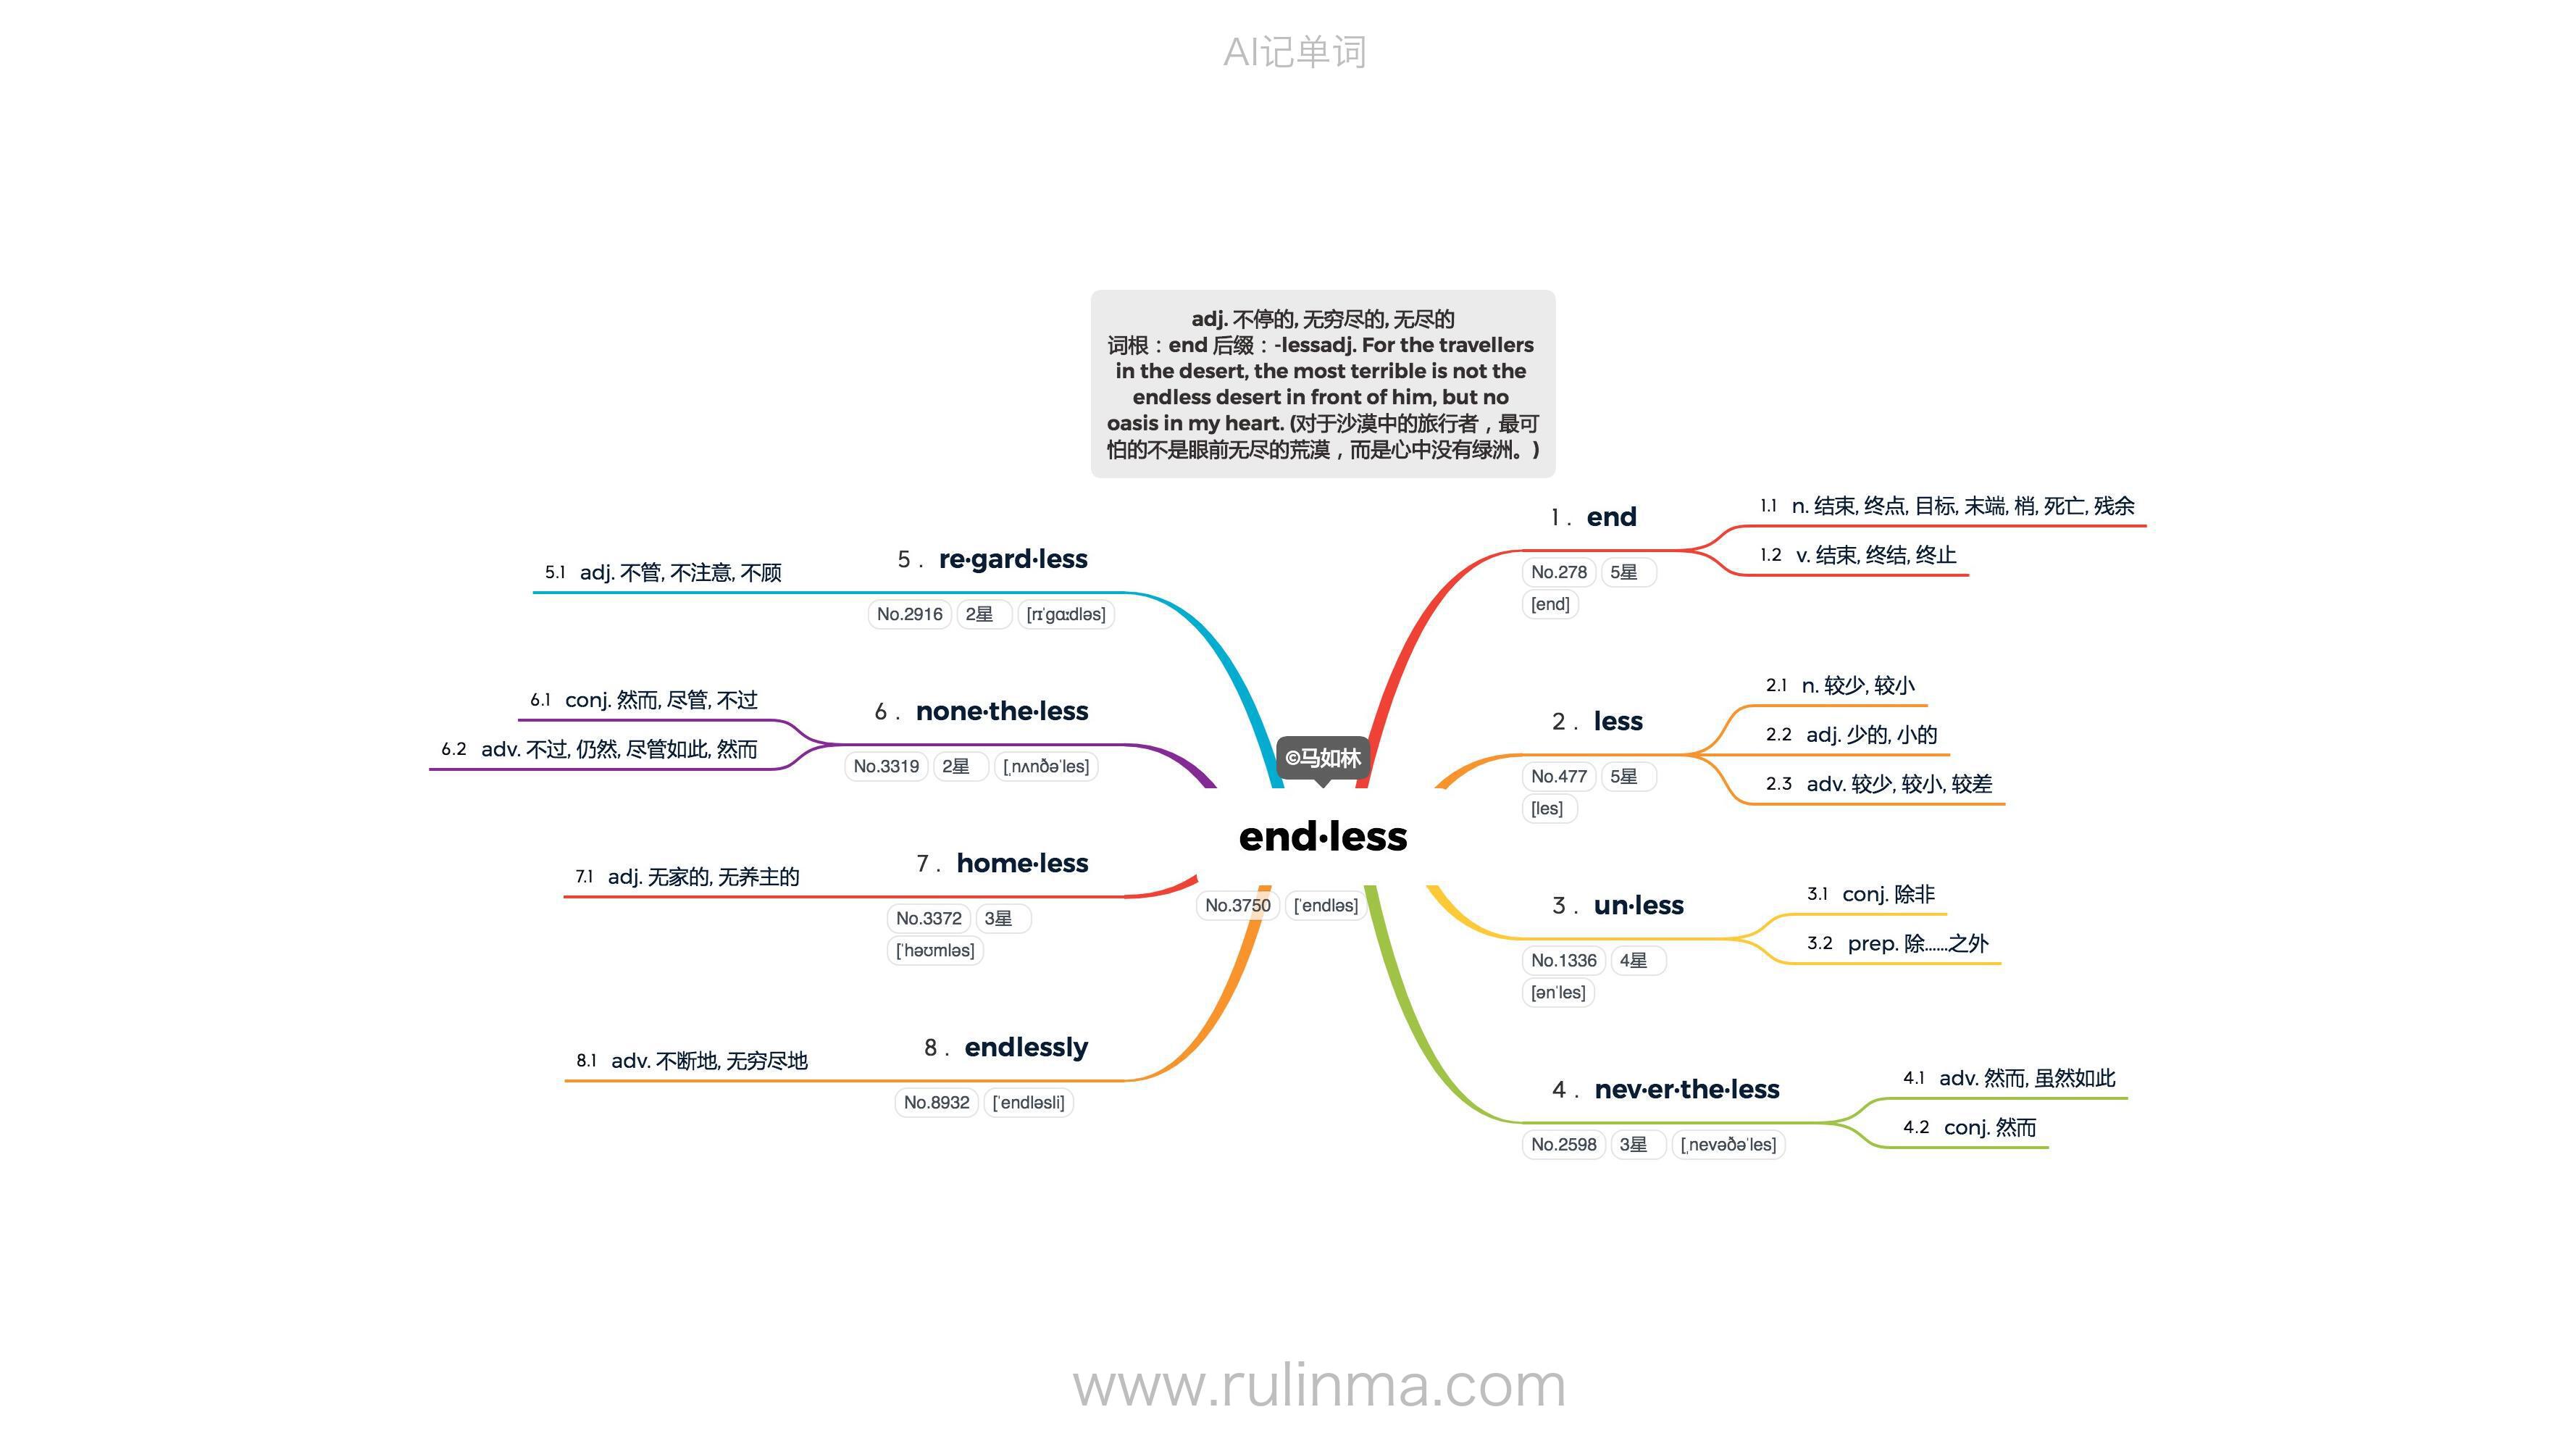 AI记单词
adj. 不停的, 无穷尽的, 无尽的
词根：end 后缀：-lessadj. For the travellers
in the desert, the most terrible is not the
endless desert in front of him, but no
oasis in my heart. (对于沙漠中的旅行者，最可
怕的不是眼前无尽的荒漠，而是心中没有绿洲。)
©马如林
end·less
No.3750 [ˈendləs]
1 . end
No.278 5星
[end]
1.1 n. 结束, 终点, 目标, 末端, 梢, 死亡, 残余
1.2 v. 结束, 终结, 终止
2 . less
No.477 5星
[les]
2.1 n. 较少, 较小
2.2 adj. 少的, 小的
2.3 adv. 较少, 较小, 较差
3 . un·less
No.1336 4星
[ənˈles]
3.1 conj. 除非
3.2 prep. 除……之外
4 . nev·er·the·less
No.2598 3星 [ˌnevəðəˈles]
4.1 adv. 然而, 虽然如此
4.2 conj. 然而
5 . re·gard·less
No.2916 2星 [rɪˈgɑːdləs]
5.1 adj. 不管, 不注意, 不顾
6 . none·the·less
No.3319 2星 [ˌnʌnðəˈles]
6.1 conj. 然而, 尽管, 不过
6.2 adv. 不过, 仍然, 尽管如此, 然而
7 . home·less
No.3372 3星
[ˈhəʊmləs]
7.1 adj. 无家的, 无养主的
8 . endlessly
No.8932 [ˈendləsli]
8.1 adv. 不断地, 无穷尽地
www.rulinma.com